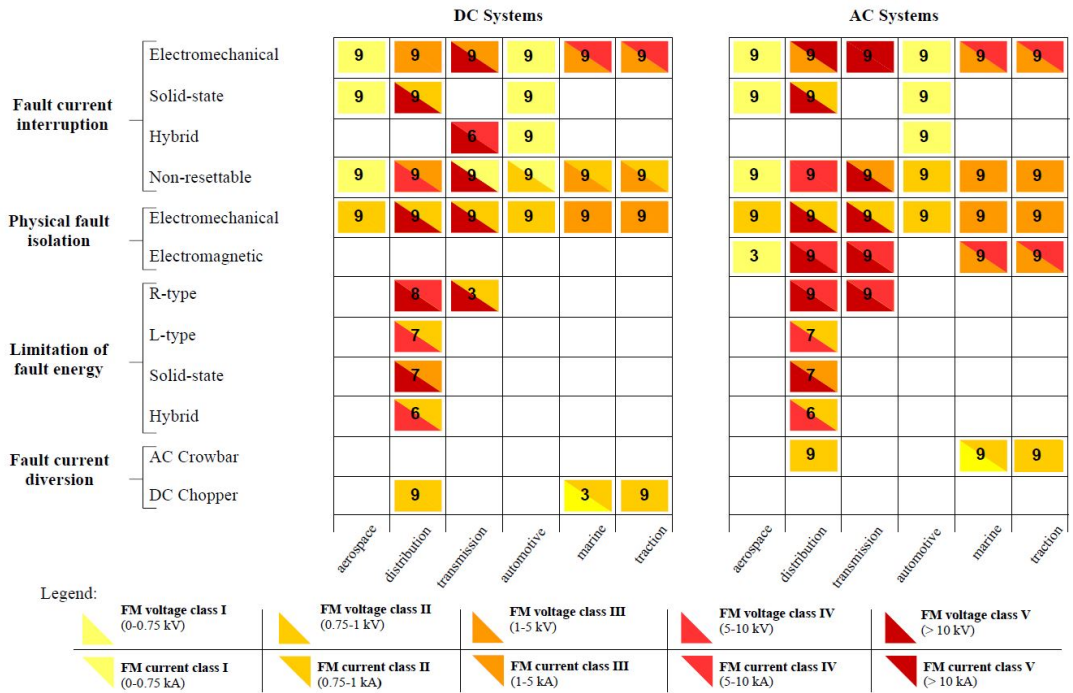 DC Systems AC Systems
Electromechanical 9 9 9 9 9 9 9 9 9 9 9 9
Fault current interruption
Solid-state 9 9 9 9 9 9
Hybrid 6 9 9
Non-resettable 9 9 9 9 9 9 9 9 9 9 9 9
Physical fault isolation
Electromechanical 9 9 9 9 9 9 9 9 9 9 9 9
Electromagnetic 3 9 9 9 9
Limitation of fault energy
R-type 8 3 9 9
L-type 7 7
Solid-state 7 7
Hybrid 6 6
Fault current diversion
AC Crowbar 9 9 9
DC Chopper 9 3 9
aerospace distribution transmission automotive marine traction aerospace distribution transmission automotive marine traction
Legend:
FM voltage class I FM voltage class II FM voltage class III FM voltage class IV FM voltage class V
(0-0.75 kV) (0.75-1 kV) (1-5 kV) (5-10 kV) (> 10 kV)
FM current class I FM current class II FM current class III FM current class IV FM current class V
(0-0.75 kA) (0.75-1 kA) (1-5 kA) (5-10 kA) (> 10 kA)